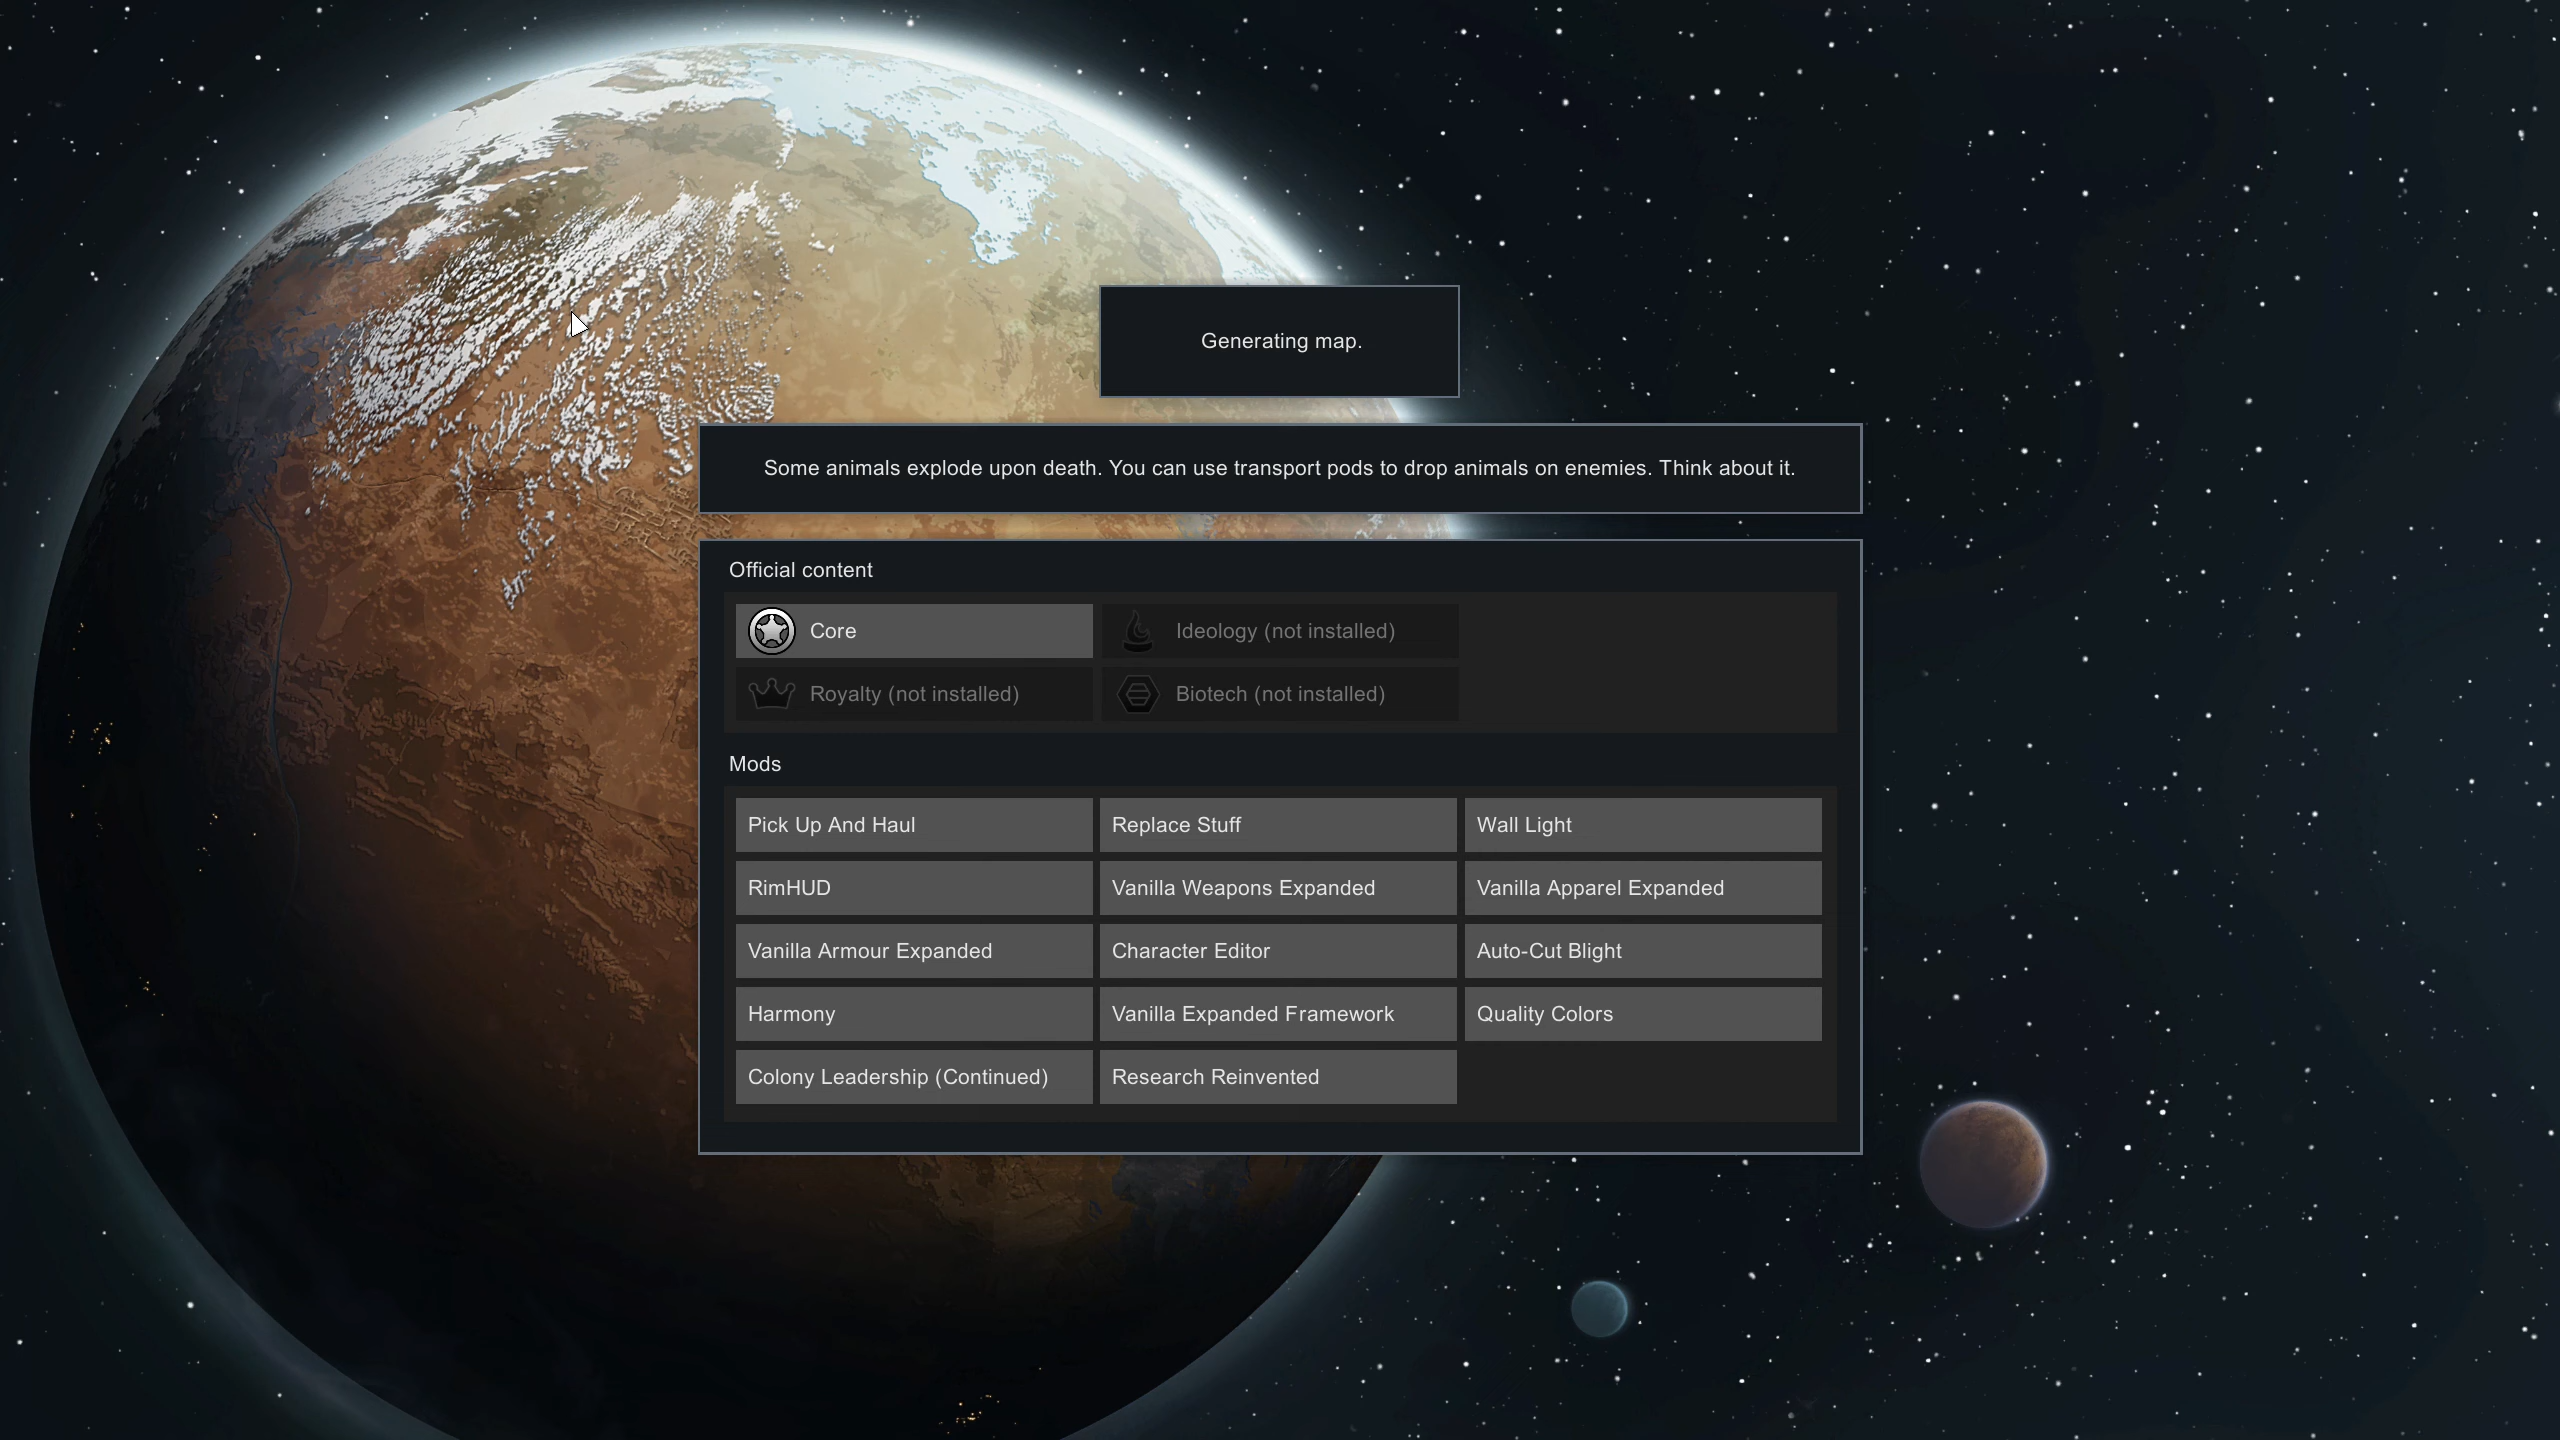 Generating map.
Some animals explode upon death. You can use transport pods to drop animals on enemies. Think about it.
Official content
Core
Ideology (not installed)
Royalty (not installed)
Biotech (not installed)
Mods
Pick Up And Haul
Replace Stuff
Wall Light
RimHUD
Vanilla Weapons Expanded
Vanilla Apparel Expanded
Vanilla Armour Expanded
Character Editor
Auto-Cut Blight
Harmony
Vanilla Expanded Framework
Quality Colors
Colony Leadership (Continued)
Research Reinvented